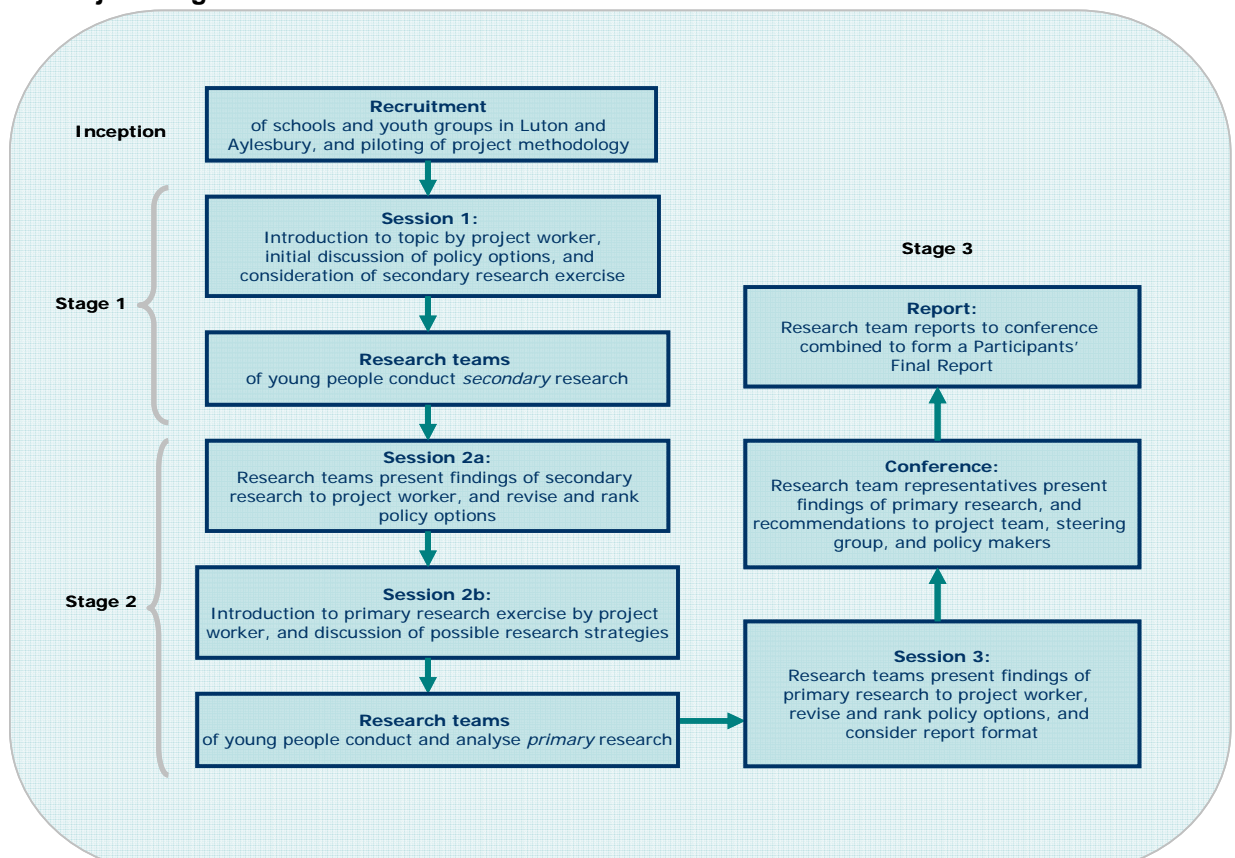 Inception
Recruitment
of schools and youth groups in Luton and
Aylesbury, and piloting of project methodology
Stage 1
Session 1:
Introduction to topic by project worker,
initial discussion of policy options, and
consideration of secondary research exercise
Research teams
of young people conduct secondary research
Stage 2
Session 2a:
Research teams present findings of secondary
research to project worker, and revise and rank
policy options
Session 2b:
Introduction to primary research exercise by project
worker, and discussion of possible research strategies
Research teams
of young people conduct and analyse primary research
Stage 3
Report:
Research team reports to conference
combined to form a Participants'
Final Report
Conference:
Research team representatives present
findings of primary research, and
recommendations to project team, steering
group, and policy makers
Session 3:
Research teams present findings of
primary research to project worker,
revise and rank policy options, and
consider report format